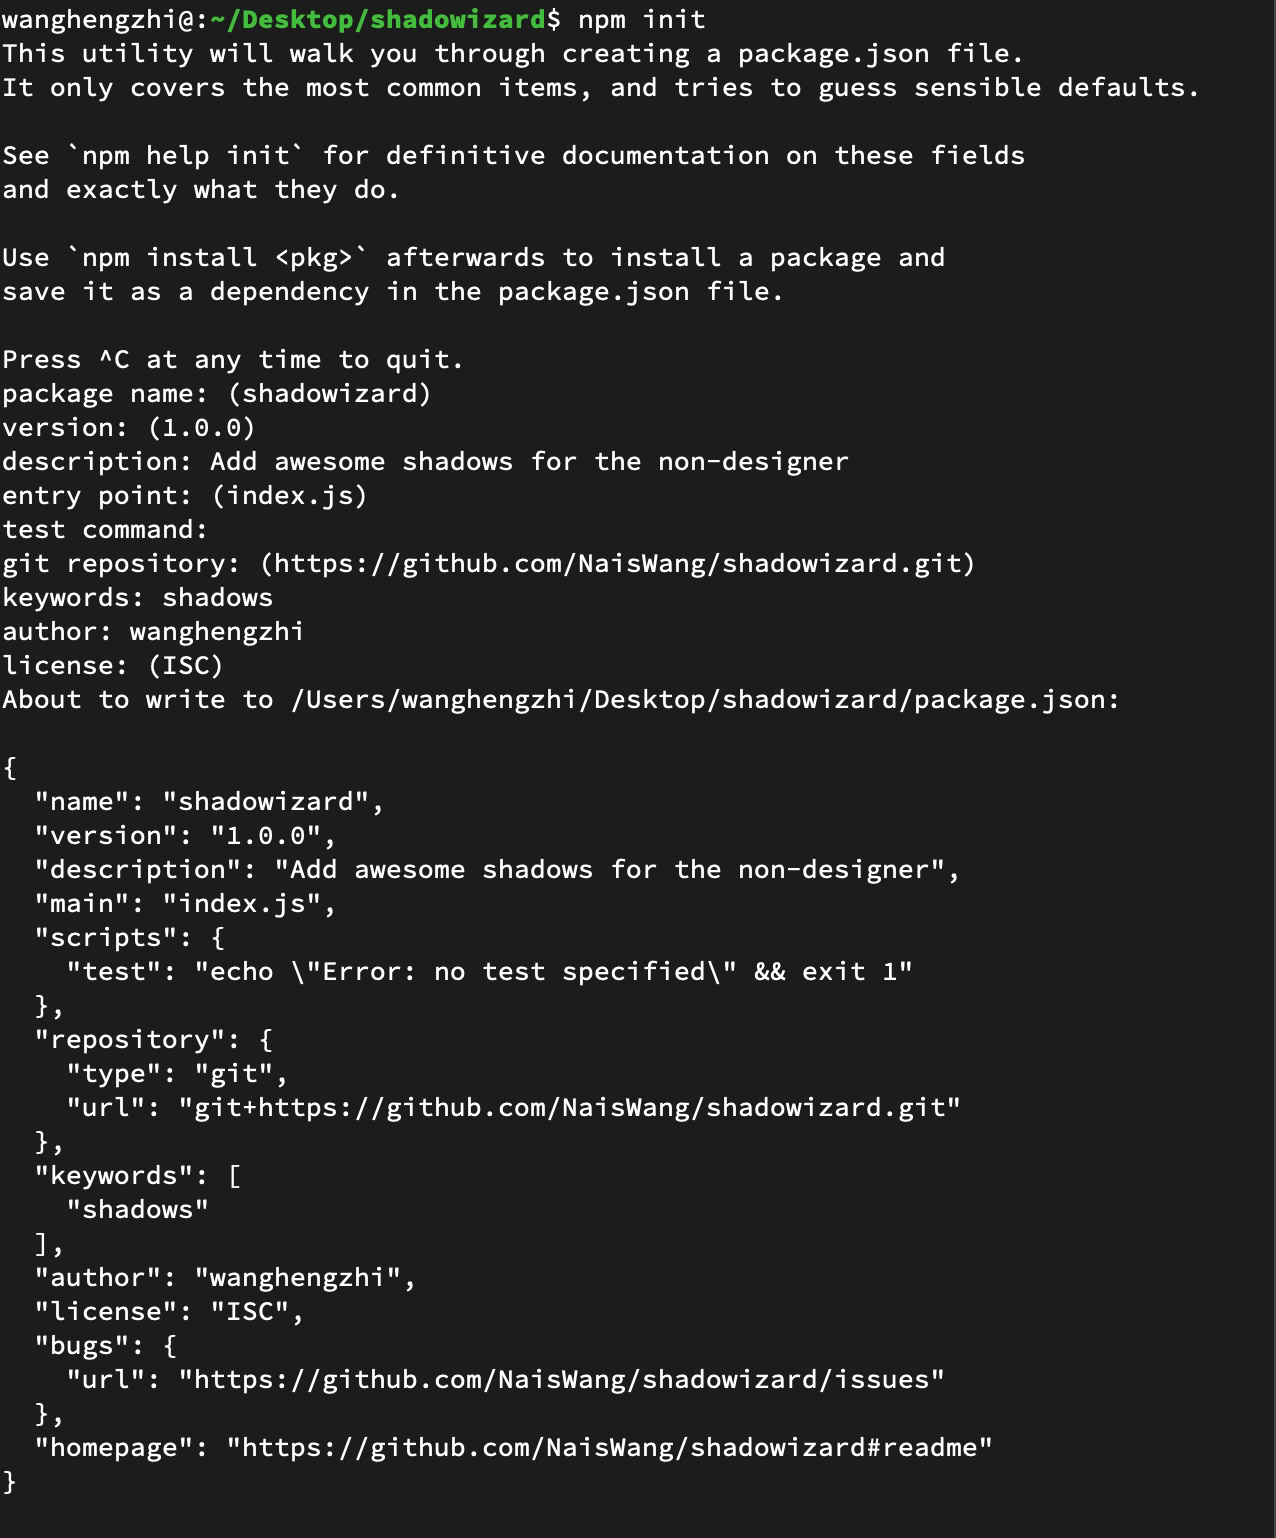 wanghengzhi@:~/Desktop/shadowizard$ npm init
This utility will walk you through creating a package.json file.
It only covers the most common items, and tries to guess sensible defaults.
See `npm help init` for definitive documentation on these fields
and exactly what they do.
Use `npm install <pkg>` afterwards to install a package and
save it as a dependency in the package.json file.
Press ^C at any time to quit.
package name: (shadowizard)
version: (1.0.0)
description: Add awesome shadows for the non-designer
entry point: (index.js)
test command:
git repository: (https://github.com/NaisWang/shadowizard.git)
keywords: shadows
author: wanghengzhi
license: (ISC)
About to write to /Users/wanghengzhi/Desktop/shadowizard/package.json:
{
  "name": "shadowizard",
  "version": "1.0.0",
  "description": "Add awesome shadows for the non-designer",
  "main": "index.js",
  "scripts": {
    "test": "echo \"Error: no test specified\" && exit 1"
  },
  "repository": {
    "type": "git",
    "url": "git+https://github.com/NaisWang/shadowizard.git"
  },
  "keywords": [
    "shadows"
  ],
  "author": "wanghengzhi",
  "license": "ISC",
  "bugs": {
    "url": "https://github.com/NaisWang/shadowizard/issues"
  },
  "homepage": "https://github.com/NaisWang/shadowizard#readme"
}